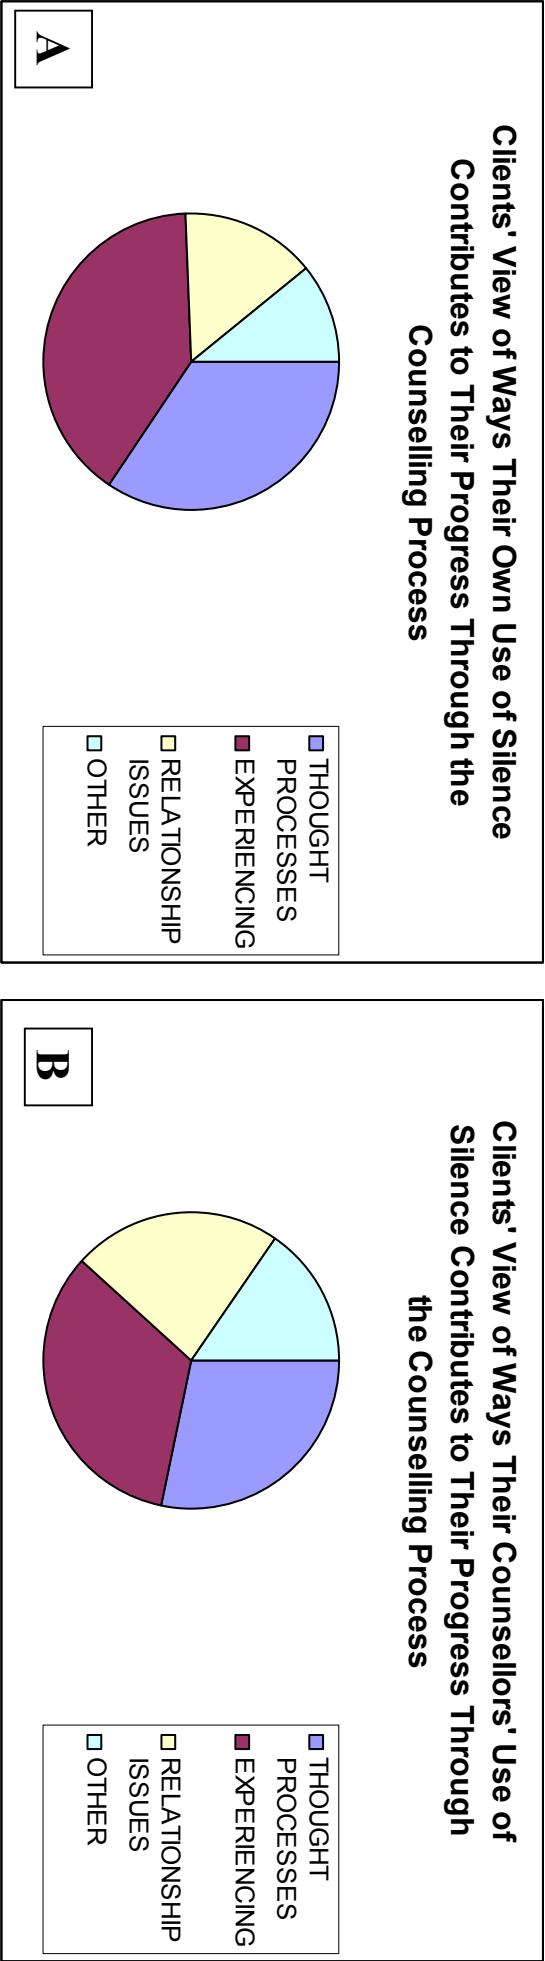 Clients' View of Ways Their Own Use of Silence
Contributes to Their Progress Through the
Counselling Process
THOUGHT
PROCESSES
EXPERIENCING
RELATIONSHIP
ISSUES
OTHER
A
Clients' View of Ways Their Counsellors' Use of
Silence Contributes to Their Progress Through
the Counselling Process
THOUGHT
PROCESSES
EXPERIENCING
RELATIONSHIP
ISSUES
OTHER
B